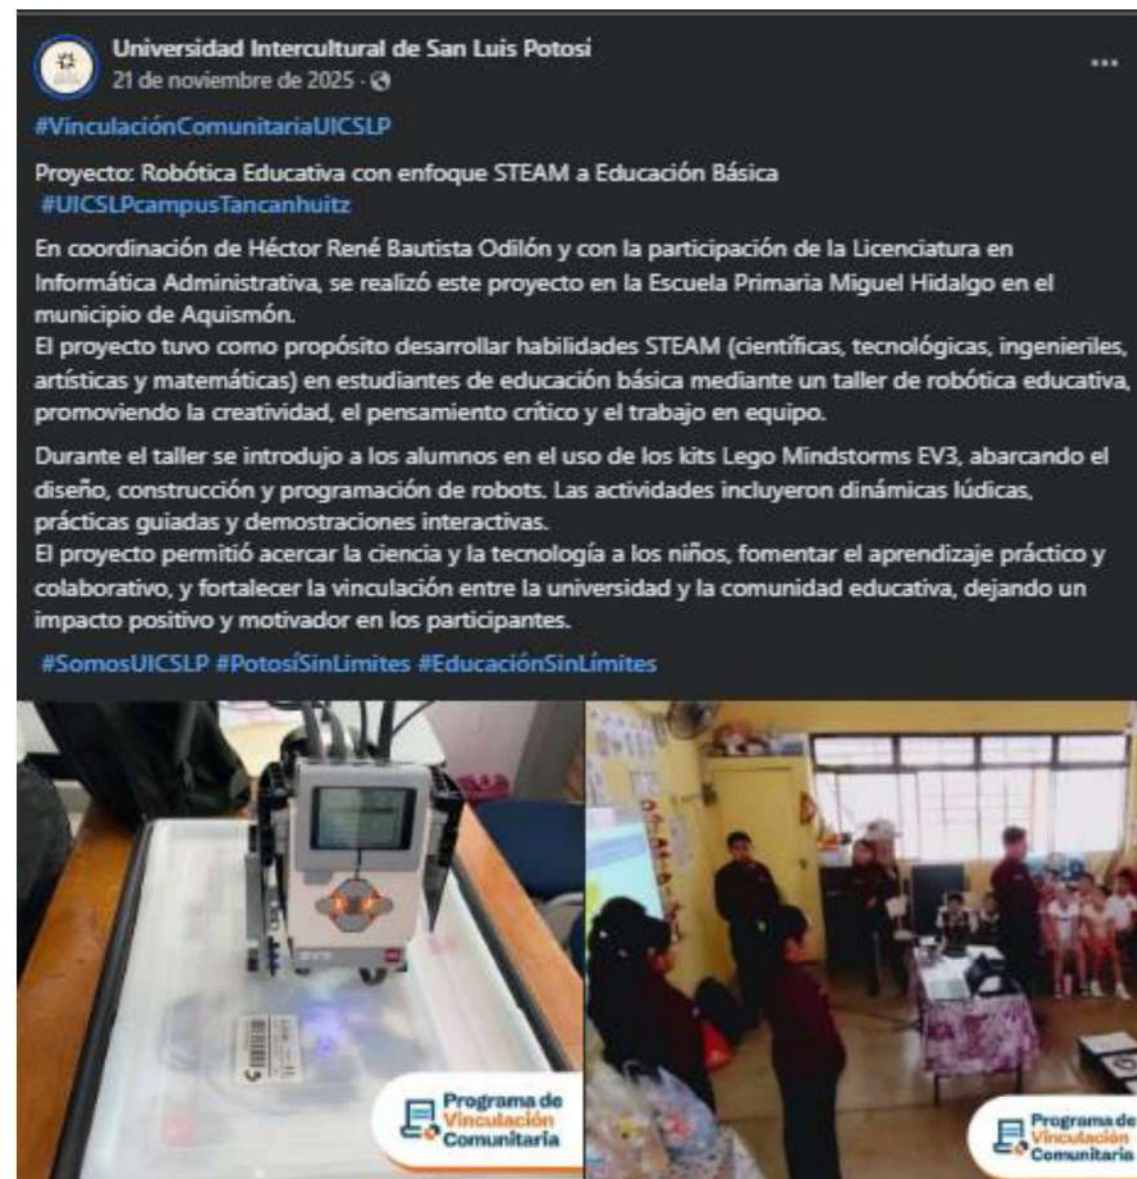 Universidad Intercultural de San Luis Potosí
21 de noviembre de 2025 ·
#VinculaciónComunitariaUICSLP
Proyecto: Robótica Educativa con enfoque STEAM a Educación Básica
#UICSLPcampusTancanhuitz
En coordinación de Héctor René Bautista Odilón y con la participación de la Licenciatura en
Informática Administrativa, se realizó este proyecto en la Escuela Primaria Miguel Hidalgo en el
municipio de Aquismón.
El proyecto tuvo como propósito desarrollar habilidades STEAM (científicas, tecnológicas, ingenieriles,
artísticas y matemáticas) en estudiantes de educación básica mediante un taller de robótica educativa,
promoviendo la creatividad, el pensamiento crítico y el trabajo en equipo.
Durante el taller se introdujo a los alumnos en el uso de los kits Lego Mindstorms EV3, abarcando el
diseño, construcción y programación de robots. Las actividades incluyeron dinámicas lúdicas,
prácticas guiadas y demostraciones interactivas.
El proyecto permitió acercar la ciencia y la tecnología a los niños, fomentar el aprendizaje práctico y
colaborativo, y fortalecer la vinculación entre la universidad y la comunidad educativa, dejando un
impacto positivo y motivador en los participantes.
#SomosUICSLP #PotosíSinLimites #EducaciónSinLímites
EV3
Programa de
Vinculación
Comunitaria
Programa de
Vinculación
Comunitaria